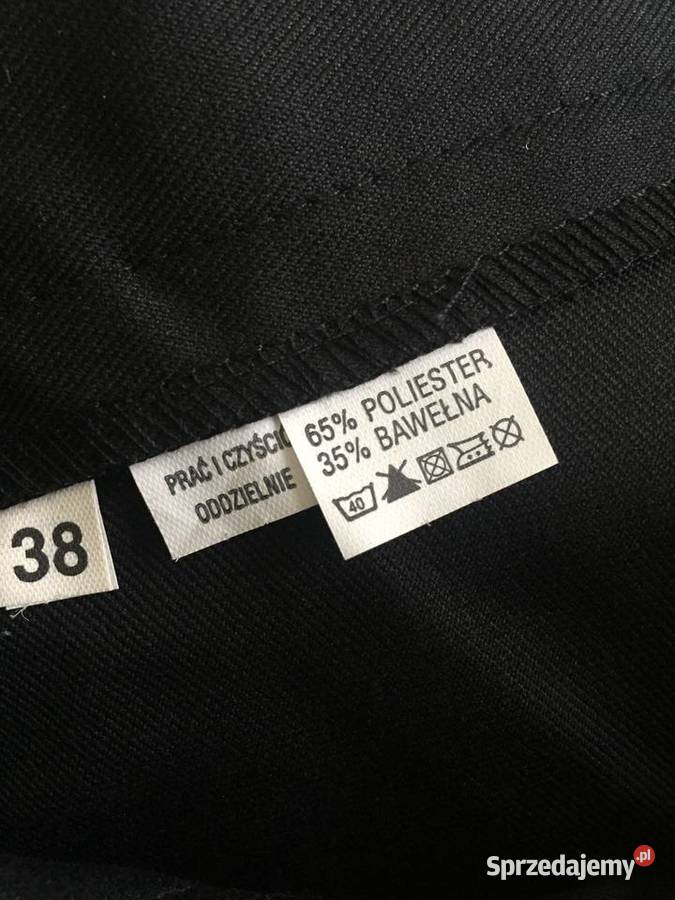 65% POLIESTER
35% BAWEŁNA
40
PRAĆ I CZYŚCIĆ
ODDZIELNIE
38
Sprzedajemy.pl